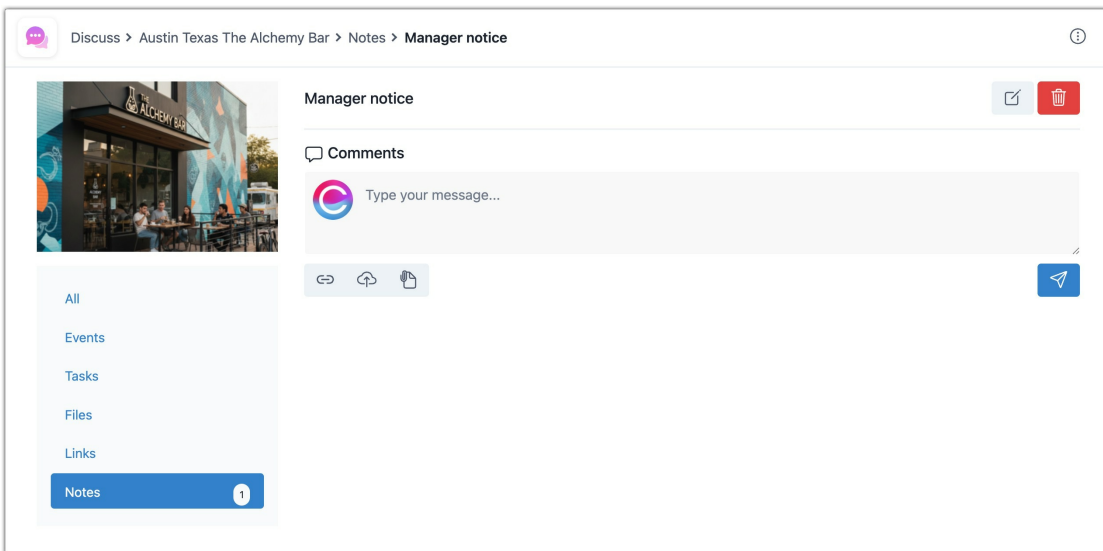 Discuss > Austin Texas The Alchemy Bar > Notes > Manager notice
THE
ALCHEMY BAR
Manager notice
Comments
Type your message...
All
Events
Tasks
Files
Links
Notes 1